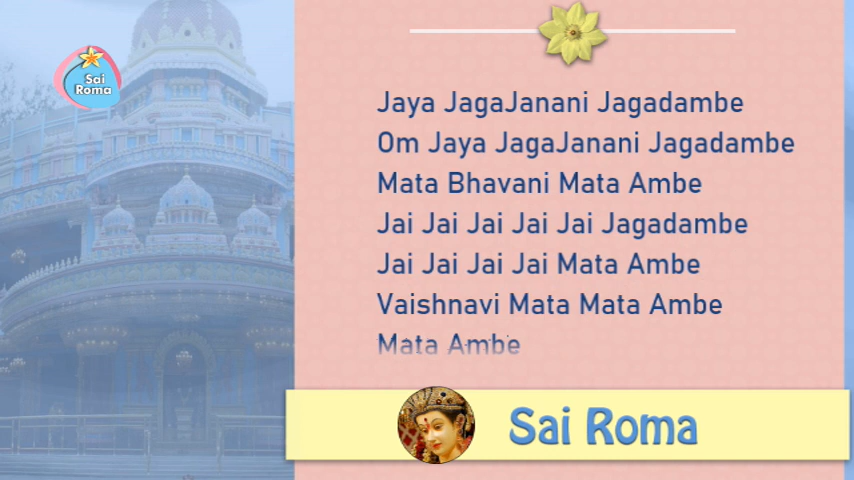 Sai
Roma
Jaya JagaJanani Jagadambe
Om Jaya JagaJanani Jagadambe
Mata Bhavani Mata Ambe
Jai Jai Jai Jai Jai Jagadambe
Jai Jai Jai Jai Mata Ambe
Vaishnavi Mata Mata Ambe
Mata Ambe
Sai Roma